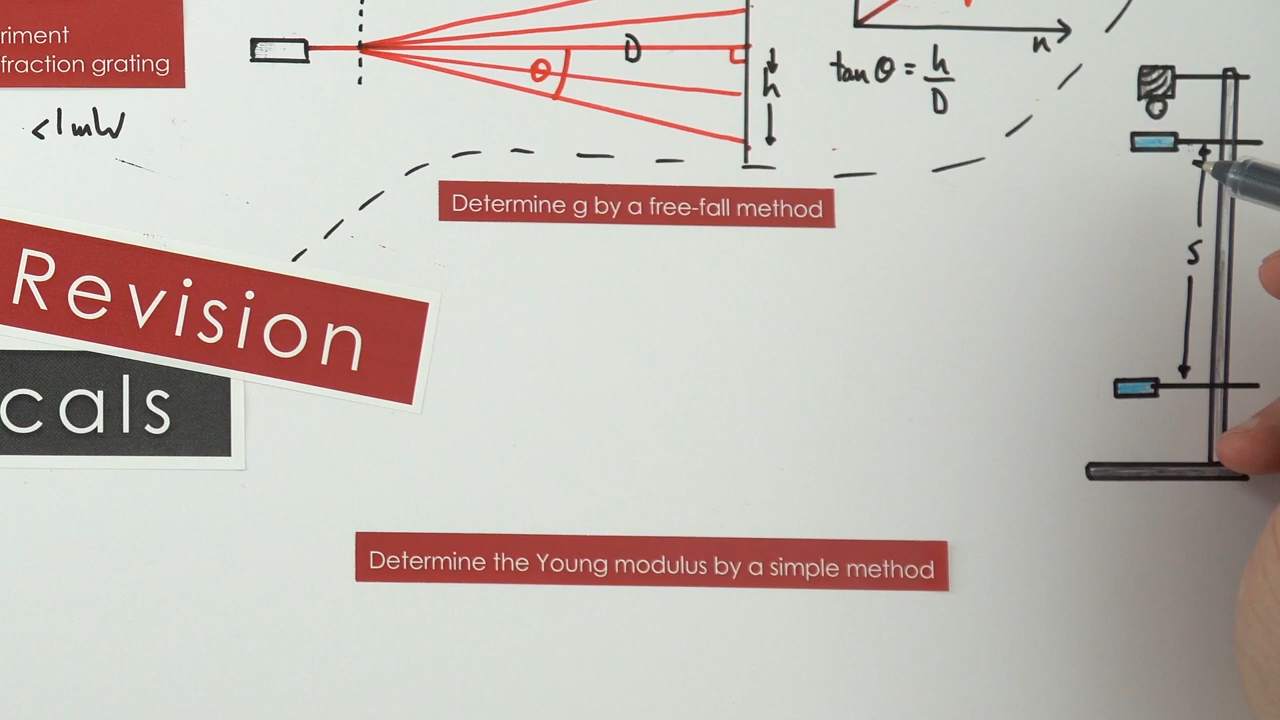 riment
fraction grating
<1mW
θ
D
h
n
tan θ = h/D
Determine g by a free-fall method
s
Revision
cals
Determine the Young modulus by a simple method